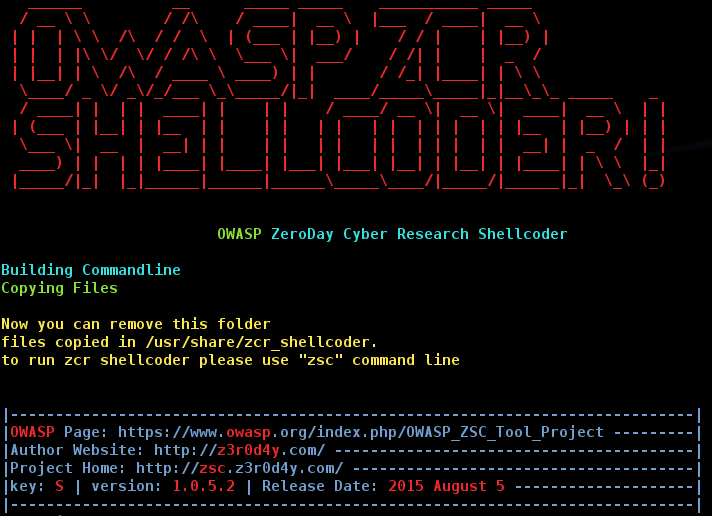 OWASP ZCR
SHELLCODER!
OWASP ZeroDay Cyber Research Shellcoder
Building Commandline
Copying Files
Now you can remove this folder
files copied in /usr/share/zcr_shellcoder.
to run zcr shellcoder please use "zsc" command line
|----------------------------------------------------------------------------|
|OWASP Page: https://www.owasp.org/index.php/OWASP_ZSC_Tool_Project ---------|
|Author Website: http://z3r0d4y.com/ ----------------------------------------|
|Project Home: http://zsc.z3r0d4y.com/ --------------------------------------|
|key: S | version: 1.0.5.2 | Release Date: 2015 August 5 --------------------|
|----------------------------------------------------------------------------|